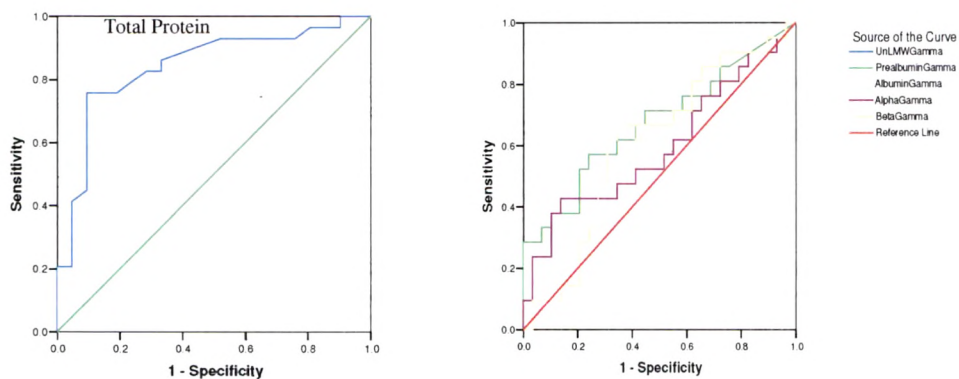 Total Protein
Sensitivity
1.0
0.8
0.6
0.4
0.2
0.0
0.0 0.2 0.4 0.6 0.8 1.0
1 - Specificity
Sensitivity
1.0
0.8
0.6
0.4
0.2
0.0
0.0 0.2 0.4 0.6 0.8 1.0
1 - Specificity
Source of the Curve
UnLMWGamma
PrealbuminGamma
AlbuminGamma
AlphaGamma
BetaGamma
Reference Line